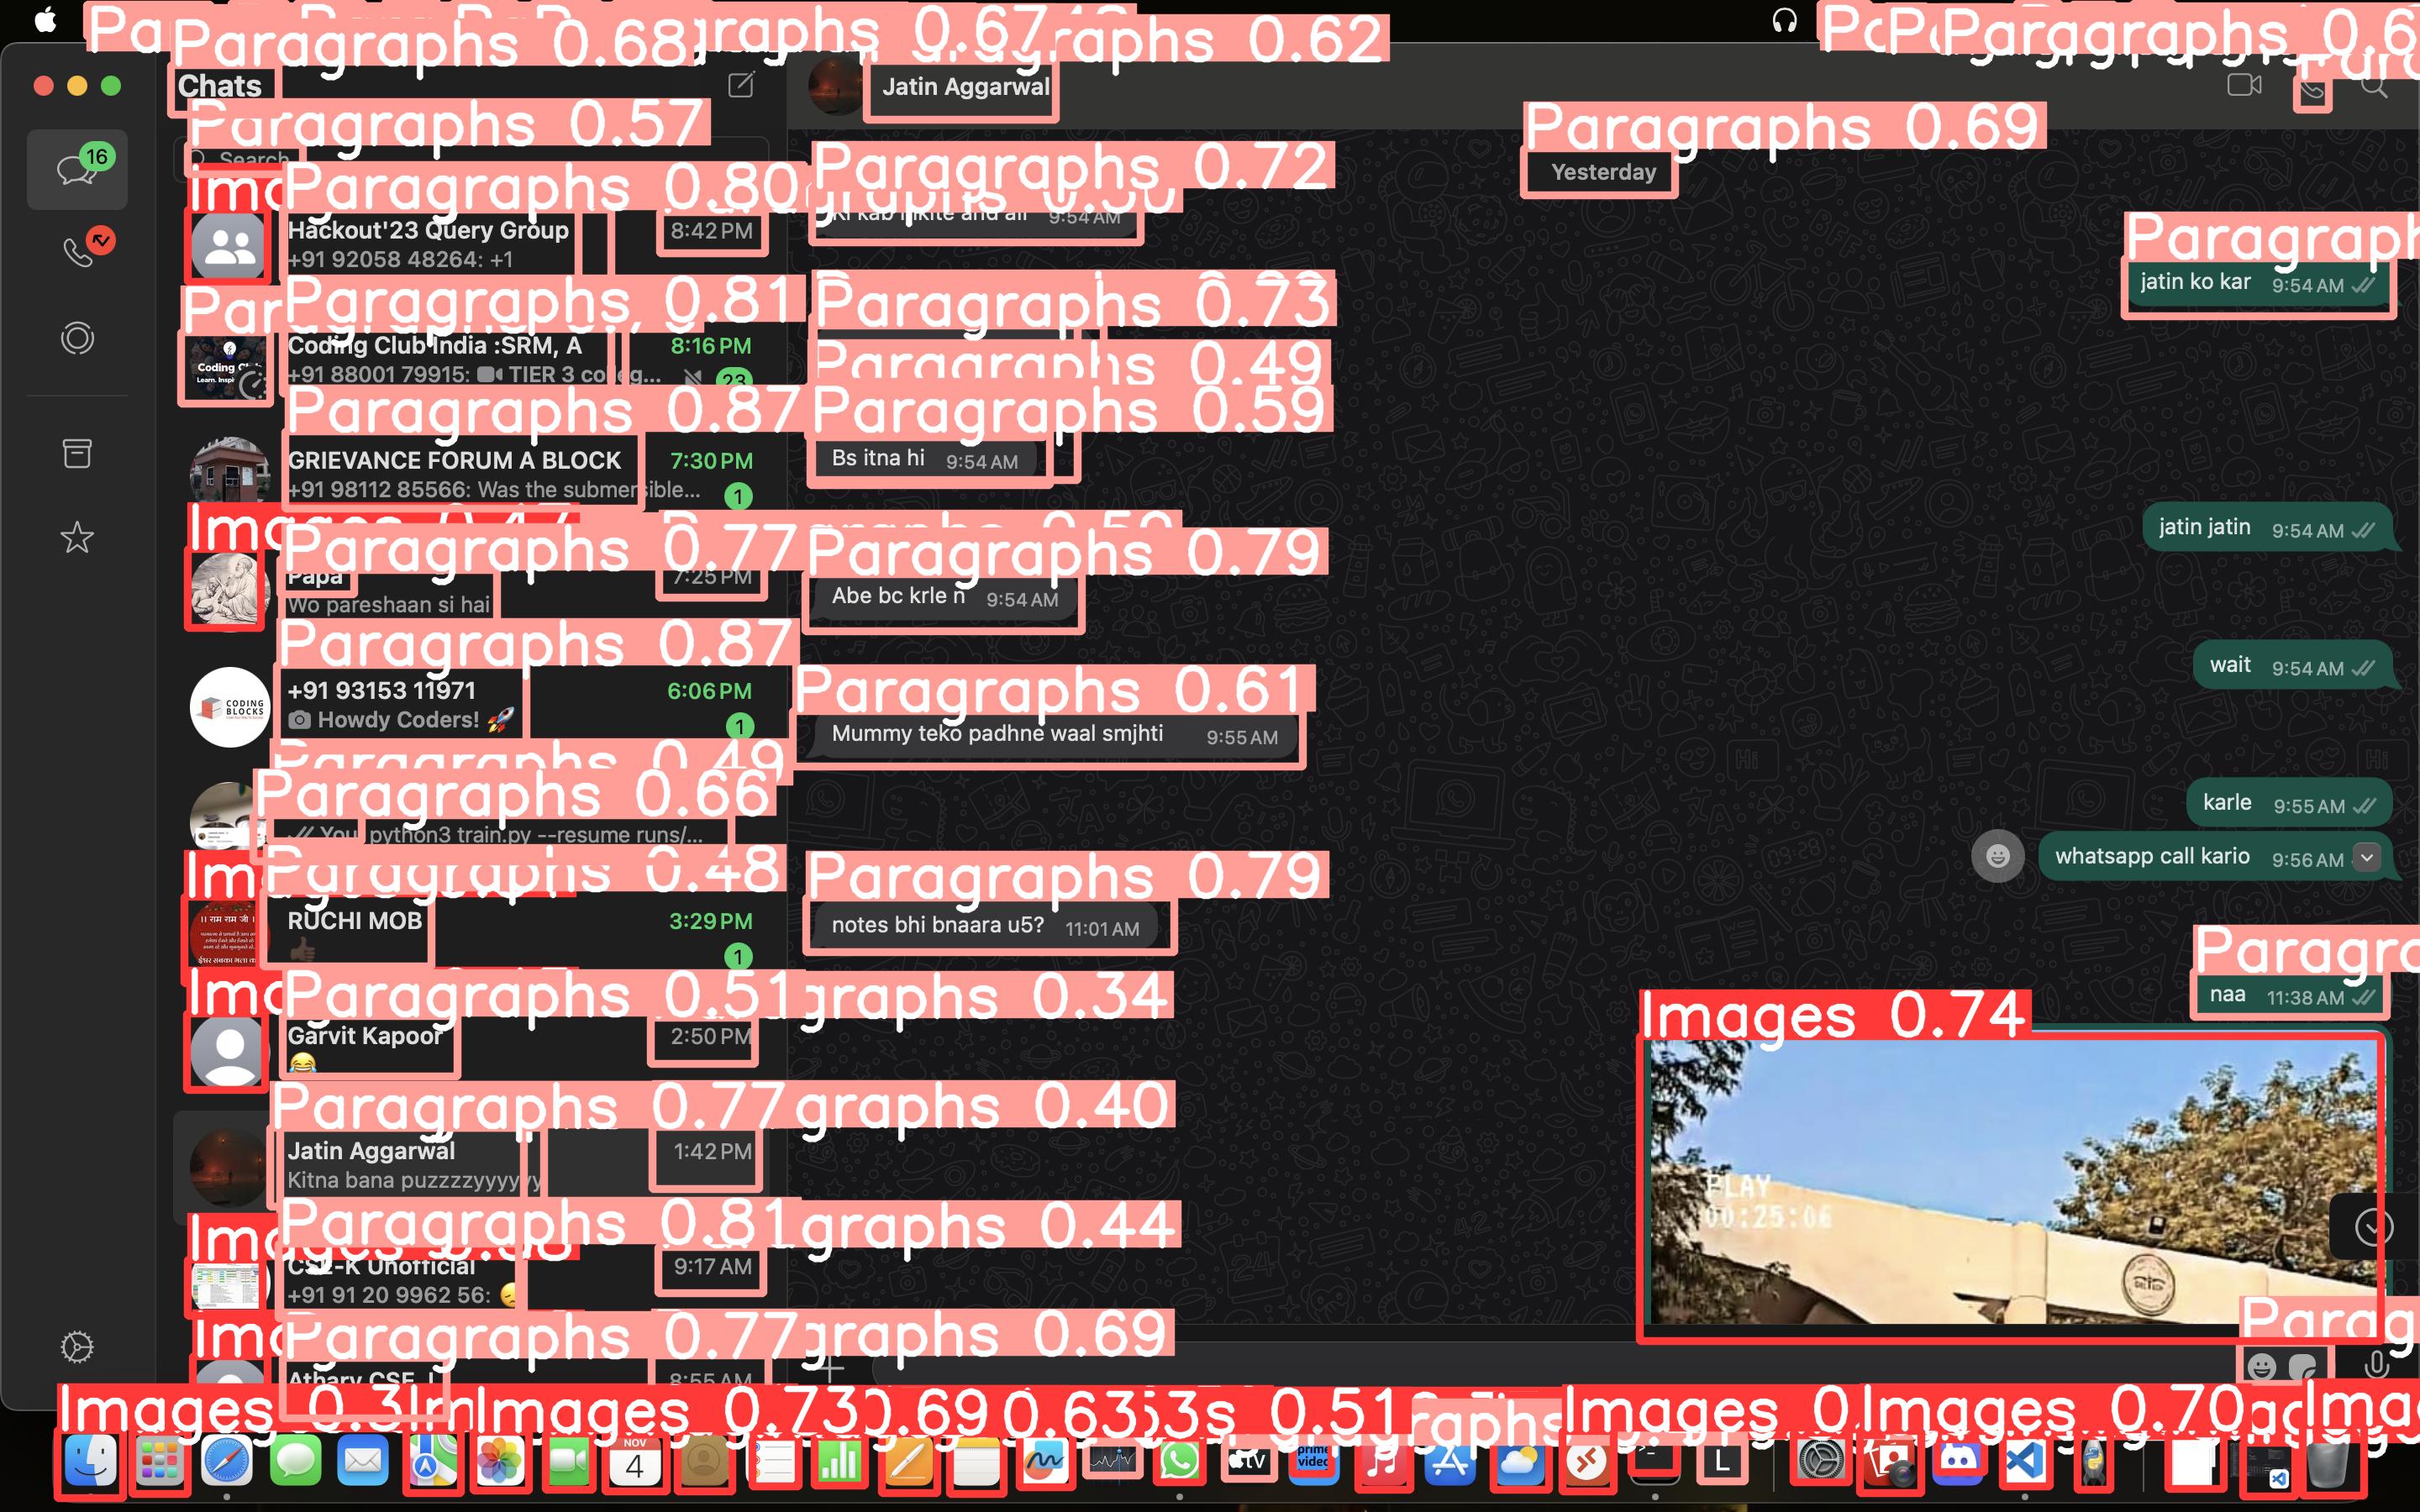 Paragraphs 0.68
Paragraphs 0.67
graphs 0.62
Paragraphs 0.6
Chats
Jatin Aggarwal
Paragraphs 0.57
Search
16
Paragraphs 0.80
Hackout'23 Query Group
8:42 PM
+91 92058 48264: +1
Paragraphs 0.81
Coding Club India :SRM, A
8:16 PM
+91 88001 79915: TIER 3 colleg...
23
Paragraphs 0.87
GRIEVANCE FORUM A BLOCK
7:30 PM
+91 98112 85566: Was the submersible...
1
Images 0.47
Paragraphs 0.77
Papa
7:25 PM
Wo pareshaan si hai
Paragraphs 0.87
+91 93153 11971
6:06 PM
Howdy Coders! 🚀
1
CODING
BLOCKS
0.49
Paragraphs 0.66
You: python3 train.py --resume runs/...
Paragraphs 0.48
RUCHI MOB
3:29 PM
1
।। राम राम जी ।
Paragraphs 0.51
Garvit Kapoor
2:50 PM
😂
Paragraphs 0.77
Jatin Aggarwal
1:42 PM
Kitna bana puzzzzyyyyyy
Paragraphs 0.81
CSE-K Unofficial
9:17 AM
+91 91 20 9962 56: 😞
Paragraphs 0.77
Atharv CSE
8:55 AM
Paragraphs 0.69
Yesterday
Paragraphs 0.72
Ki kab nikite and all 9:54 AM
Paragraph
jatin ko kar 9:54 AM
Paragraphs 0.73
Paragraphs 0.49
Paragraphs 0.59
Bs itna hi 9:54 AM
jatin jatin 9:54 AM
Paragraphs 0.79
Abe bc krle n 9:54 AM
wait 9:54 AM
Paragraphs 0.61
Mummy teko padhne waal smjhti 9:55 AM
karle 9:55 AM
whatsapp call kario 9:56 AM
Paragraphs 0.79
notes bhi bnaara u5? 11:01 AM
Paragra
naa 11:38 AM
graphs 0.34
Images 0.74
graphs 0.40
PLAY
00:25:06
graphs 0.44
graphs 0.69
Parag
Images 0.3
Images 0.73
0.69
0.63
3s 0.51
graphs
Images 0.
Images 0.70
Ima
NOV
4
tv
prime
video
L